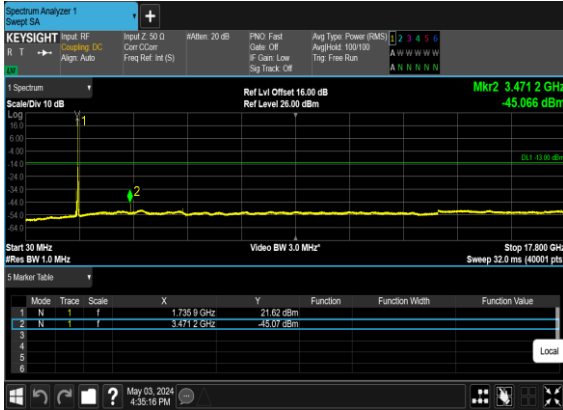 Spectrum Analyzer 1
Swept SA
+
KEYSIGHT Input: RF Input Z: 50 Ω #Atten: 20 dB PNO: Fast Avg Type: Power (RMS) 1 2 3 4 5 6
R T Coupling: DC Corr CCorr Gate: Off Avg|Hold: 100/100 A W W W W W
Align: Auto Freq Ref: Int (S) IF Gain: Low Trig: Free Run
Sig Track: Off A N N N N N
1 Spectrum Ref Lvl Offset 16.00 dB Mkr2 3.471 2 GHz
Scale/Div 10 dB Ref Level 26.00 dBm -45.066 dBm
Log
16.0
6.00
-4.00
-14.0
-24.0
-34.0
-44.0
-54.0
-64.0
1
2
DL1 -13.00 dBm
Start 30 MHz Video BW 3.0 MHz* Stop 17.800 GHz
#Res BW 1.0 MHz Sweep 32.0 ms (40001 pts)
5 Marker Table
Mode Trace Scale X Y Function Function Width Function Value
1 N 1 f 1.735 9 GHz 21.62 dBm
2 N 1 f 3.471 2 GHz -45.07 dBm
3
4
5
6
Local
? May 03, 2024
4:35:16 PM